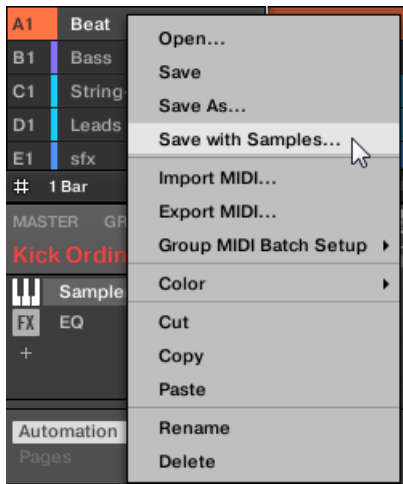 A1 Beat
B1 Bass
C1 String
D1 Leads
E1 sfx
1 Bar
MASTER
Kick
Sample
FX EQ
+
Automation
Pages
Open...
Save
Save As...
Save with Samples...
Import MIDI...
Export MIDI...
Group MIDI Batch Setup
Color
Cut
Copy
Paste
Rename
Delete